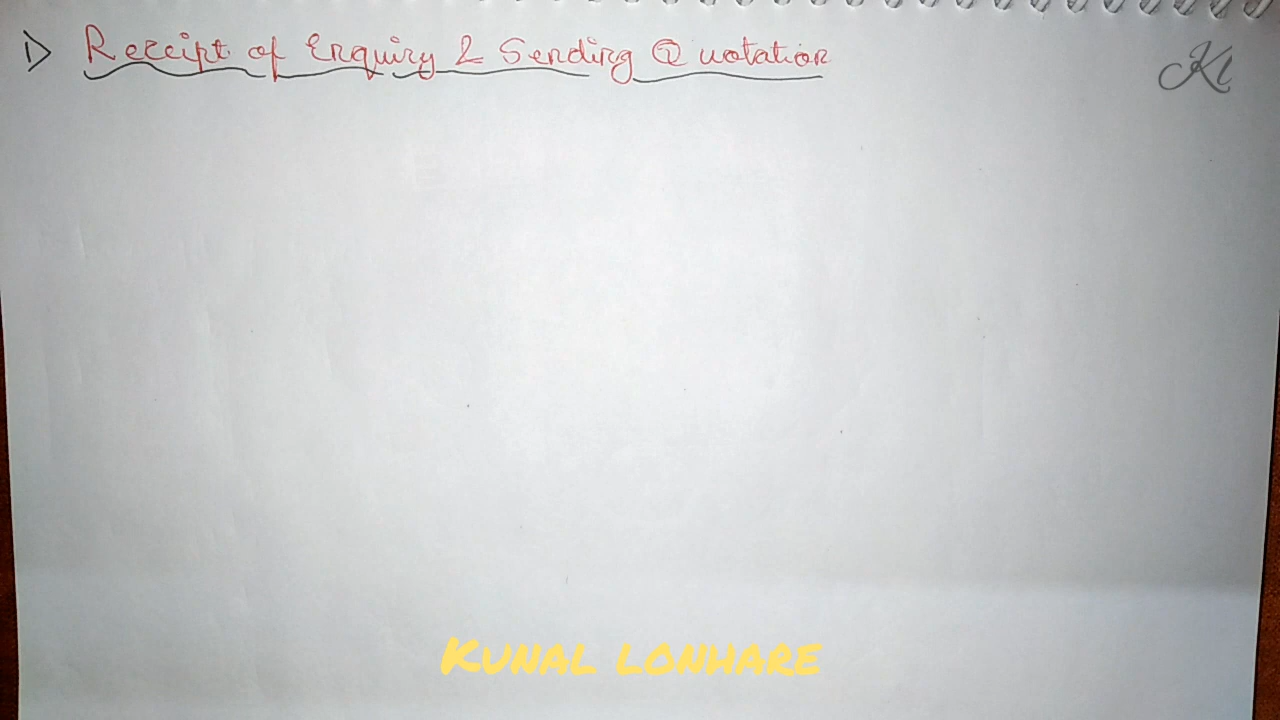 1) Receipt of Enquiry & Sending Quotation
Kl
KUNAL LONHARE